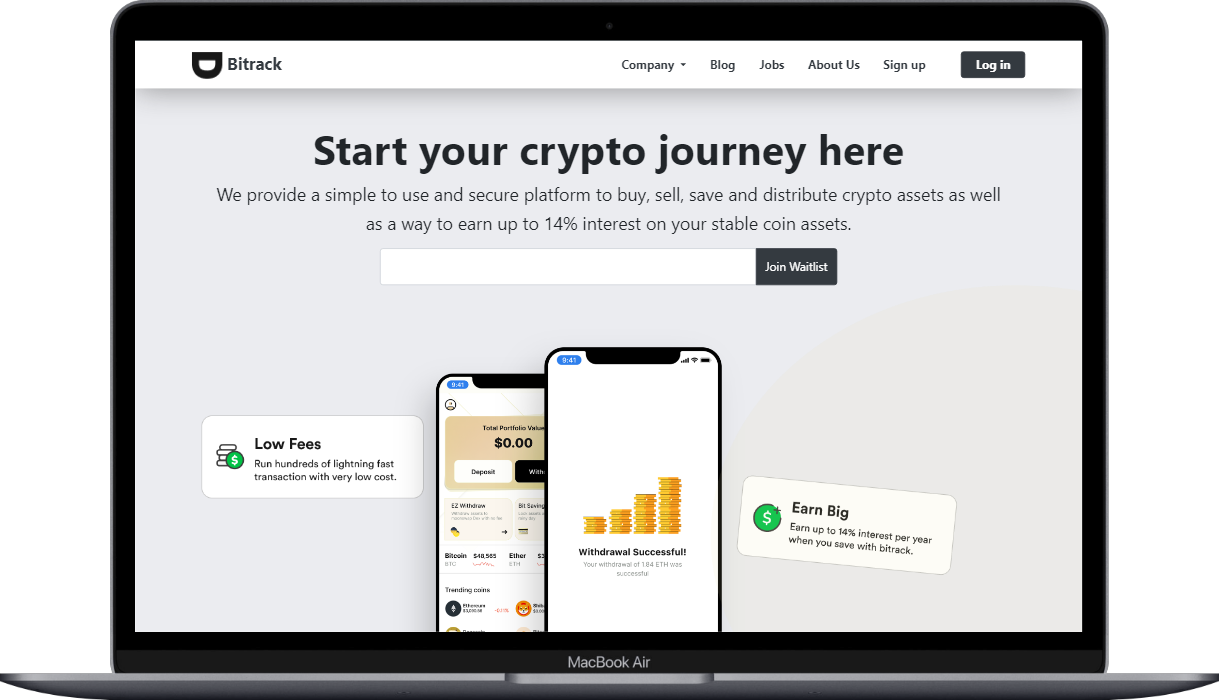 Bitrack
Company
Blog
Jobs
About Us
Sign up
Log in
Start your crypto journey here
We provide a simple to use and secure platform to buy, sell, save and distribute crypto assets as well
as a way to earn up to 14% interest on your stable coin assets.
Join Waitlist
9:41
9:41
Total Portfolio Value
$0.00
Deposit
With
Low Fees
Run hundreds of lightning fast
transaction with very low cost.
EZ Withdraw
Bit Saving
Bitcoin $48,565 Ether
BTC ETH
Trending coins
Ethereum
Withdrawal Successful!
Your withdrawal of 1.84 ETH was
successful
Earn Big
Earn up to 14% interest per year
when you save with bitrack.
MacBook Air